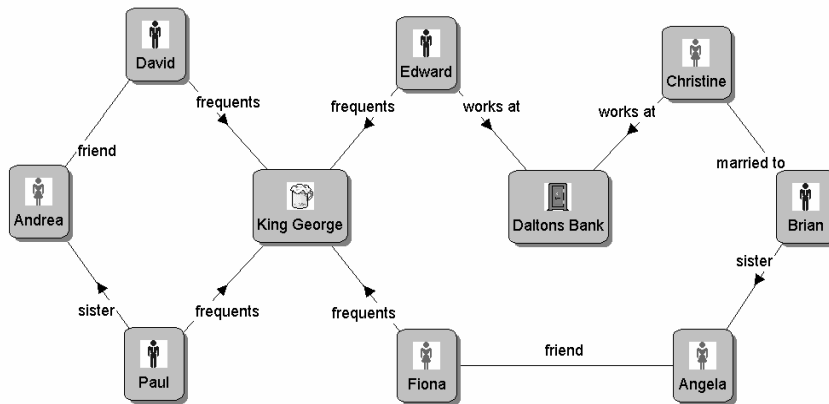 David
Edward
Christine
frequents
frequents
works at
works at
friend
married to
Andrea
King George
Daltons Bank
Brian
sister
sister
frequents
frequents
friend
Paul
Fiona
Angela